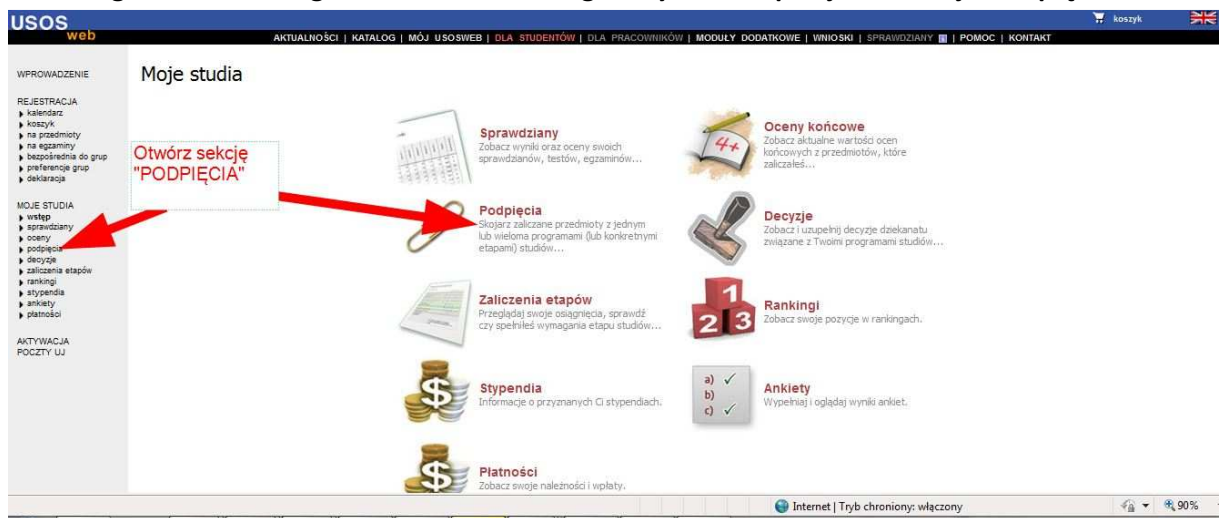 USOS
web
koszyk
AKTUALNOŚCI | KATALOG | MÓJ USOSWEB | DLA STUDENTÓW | DLA PRACOWNIKÓW | MODUŁY DODATKOWE | WNIOSKI | SPRAWDZIANY | POMOC | KONTAKT
WPROWADZENIE
REJESTRACJA
kalendarz
koszyk
na przedmioty
na egzaminy
bezpośrednia do grup
preferencje grup
deklaracja
MOJE STUDIA
wstęp
sprawdziany
oceny
podpięcia
decyzje
zaliczenia etapów
rankingi
stypendia
ankiety
płatności
AKTYWACJA
POCZTY UJ
Moje studia
Otwórz sekcję
"PODPIĘCIA"
Sprawdziany
Zobacz wyniki oraz oceny swoich
sprawdzianów, testów, egzaminów...
Oceny końcowe
Zobacz aktualne wartości ocen
końcowych z przedmiotów, które
zaliczałeś...
4+
Podpięcia
Skojarz zaliczane przedmioty z jednym
lub wieloma programami (lub konkretnymi
etapami) studiów...
Decyzje
Zobacz i uzupełnij decyzje dziekanatu
związane z Twoimi programami studiów...
Zaliczenia etapów
Przeglądaj swoje osiągnięcia, sprawdź
czy spełniłeś wymagania etapu studiów...
1
2 3
Rankingi
Zobacz swoje pozycje w rankingach.
$
Stypendia
Informacje o przyznanych Ci stypendiach.
a)
b)
c)
Ankiety
Wypełniaj i oglądaj wyniki ankiet.
$
Płatności
Zobacz swoje należności i wpłaty.
Internet | Tryb chroniony: włączony
90%